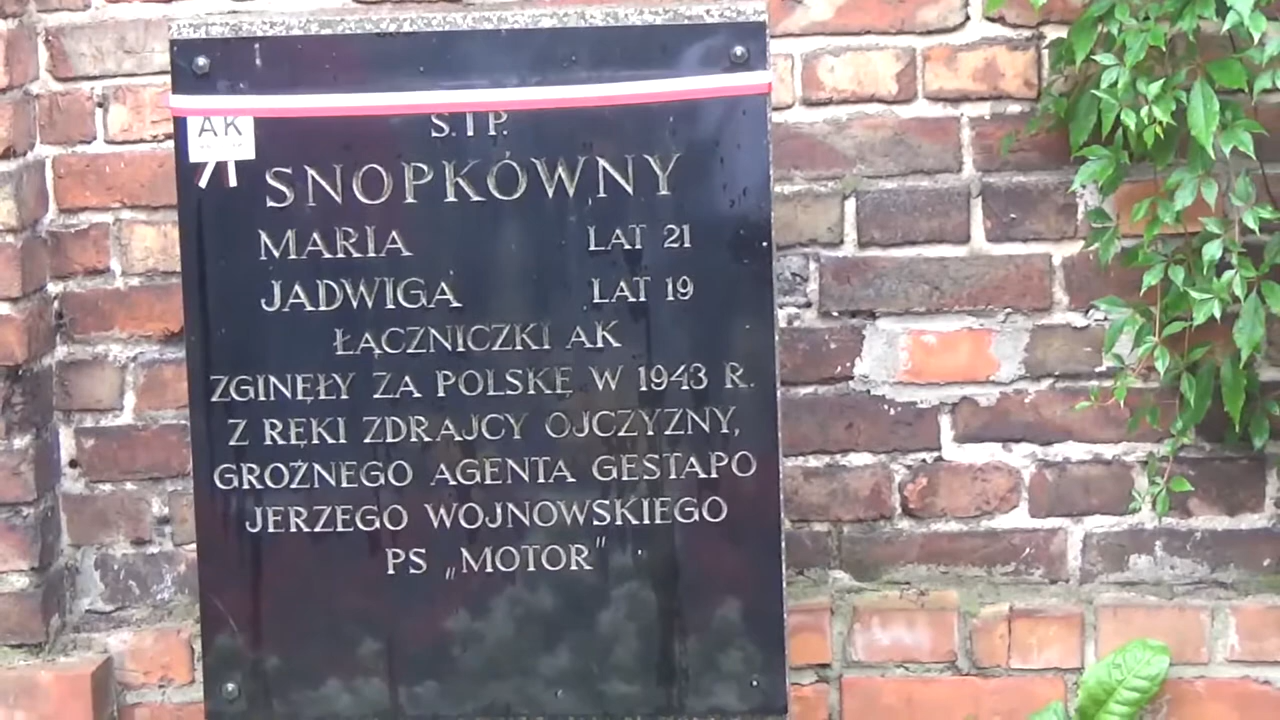 AK
Ś.I P.
SNOPKÓWNY
MARIA LAT 21
JADWIGA LAT 19
ŁĄCZNICZKI AK
ZGINĘŁY ZA POLSKĘ W 1943 R.
Z RĘKI ZDRAJCY OJCZYZNY,
GROŹNEGO AGENTA GESTAPO
JERZEGO WOJNOWSKIEGO
PS „MOTOR"